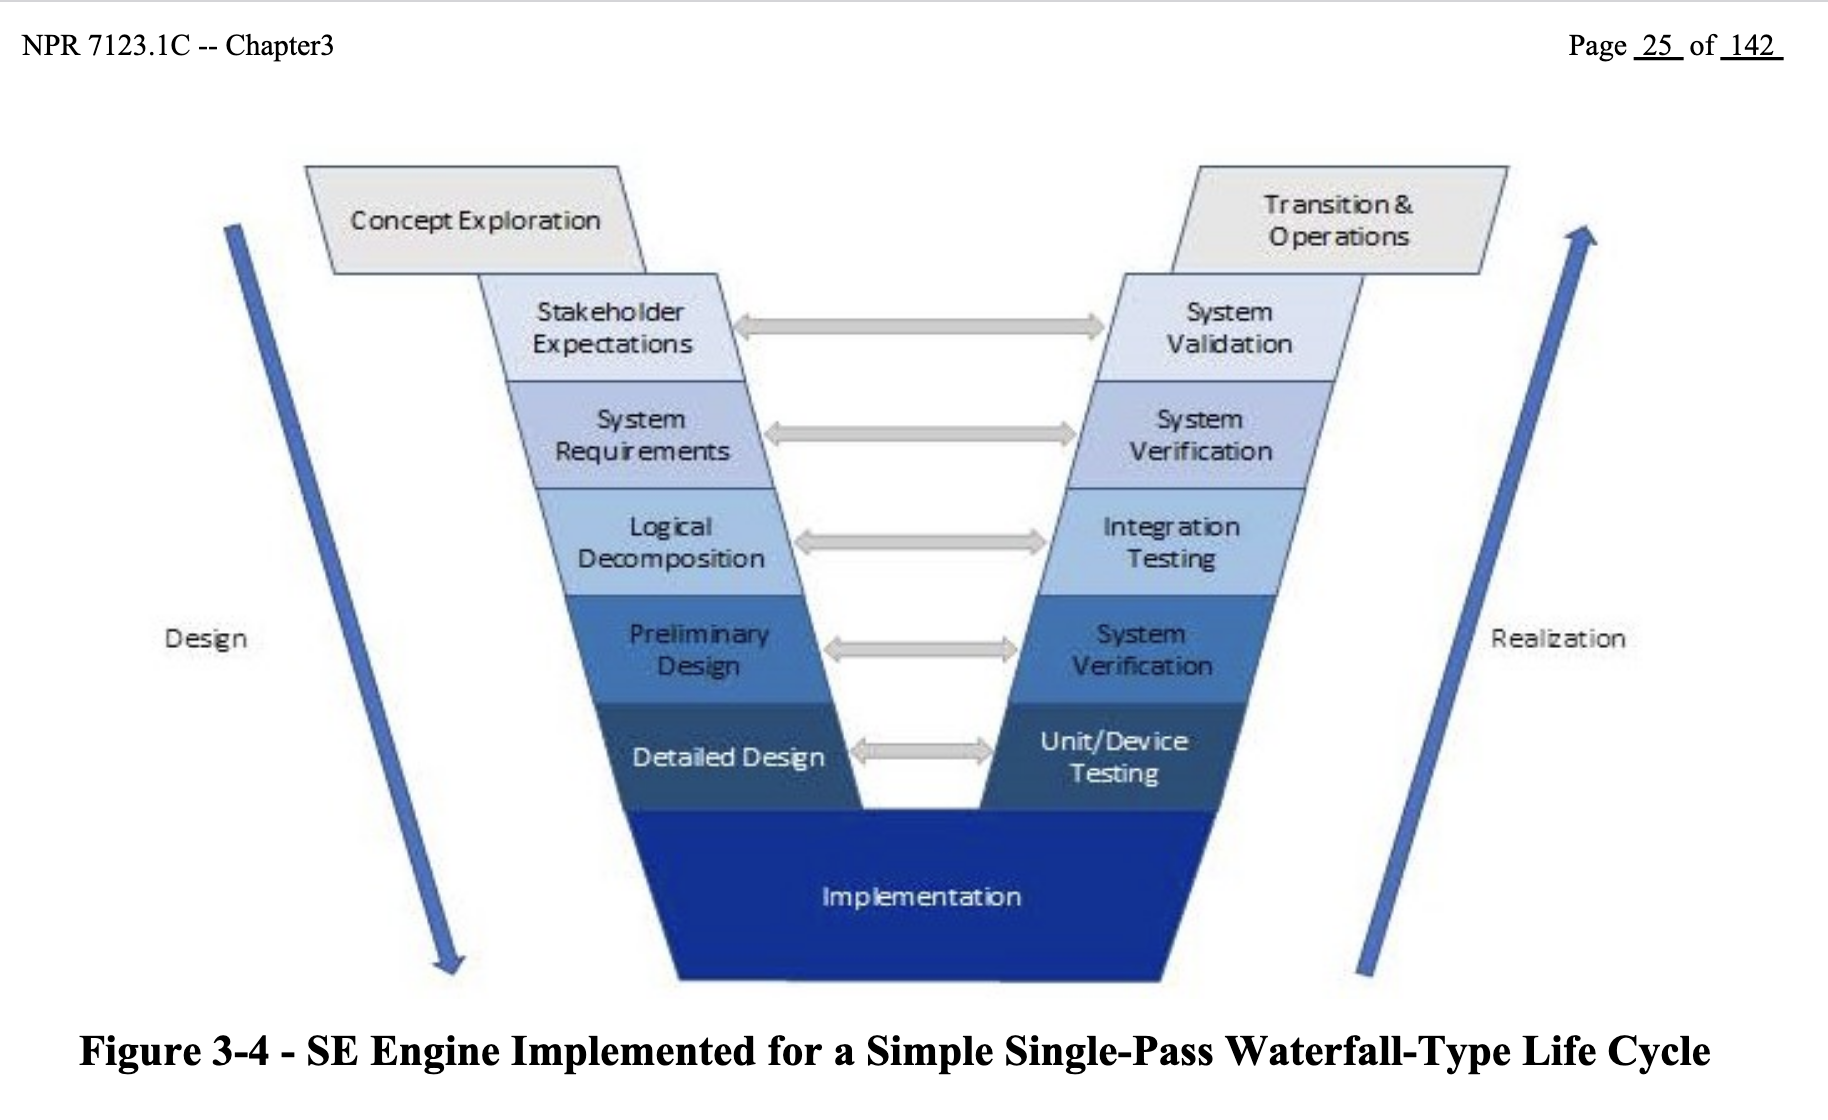 NPR 7123.1C -- Chapter3
Page 25 of 142
Concept Exploration
Transition &
Operations
Stakeholder
Expectations
System
Validation
System
Requirements
System
Verification
Logical
Decomposition
Integration
Testing
Design
Preliminary
Design
System
Verification
Realization
Detailed Design
Unit/Device
Testing
Implementation
Figure 3-4 - SE Engine Implemented for a Simple Single-Pass Waterfall-Type Life Cycle